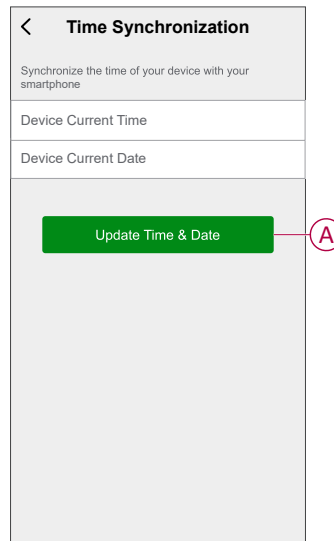 Time Synchronization
Synchronize the time of your device with your
smartphone
Device Current Time
Device Current Date
Update Time & Date
A